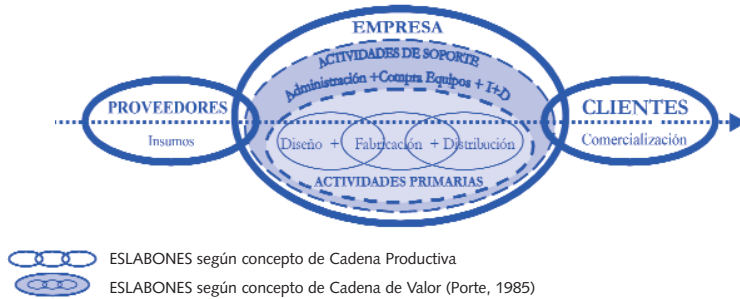 EMPRESA
ACTIVIDADES DE SOPORTE
Administración +Compra Equipos + I+D
PROVEEDORES
Insumos
CLIENTES
Comercialización
Diseño + Fabricación + Distribución
ACTIVIDADES PRIMARIAS
ESLABONES según concepto de Cadena Productiva
ESLABONES según concepto de Cadena de Valor (Porte, 1985)